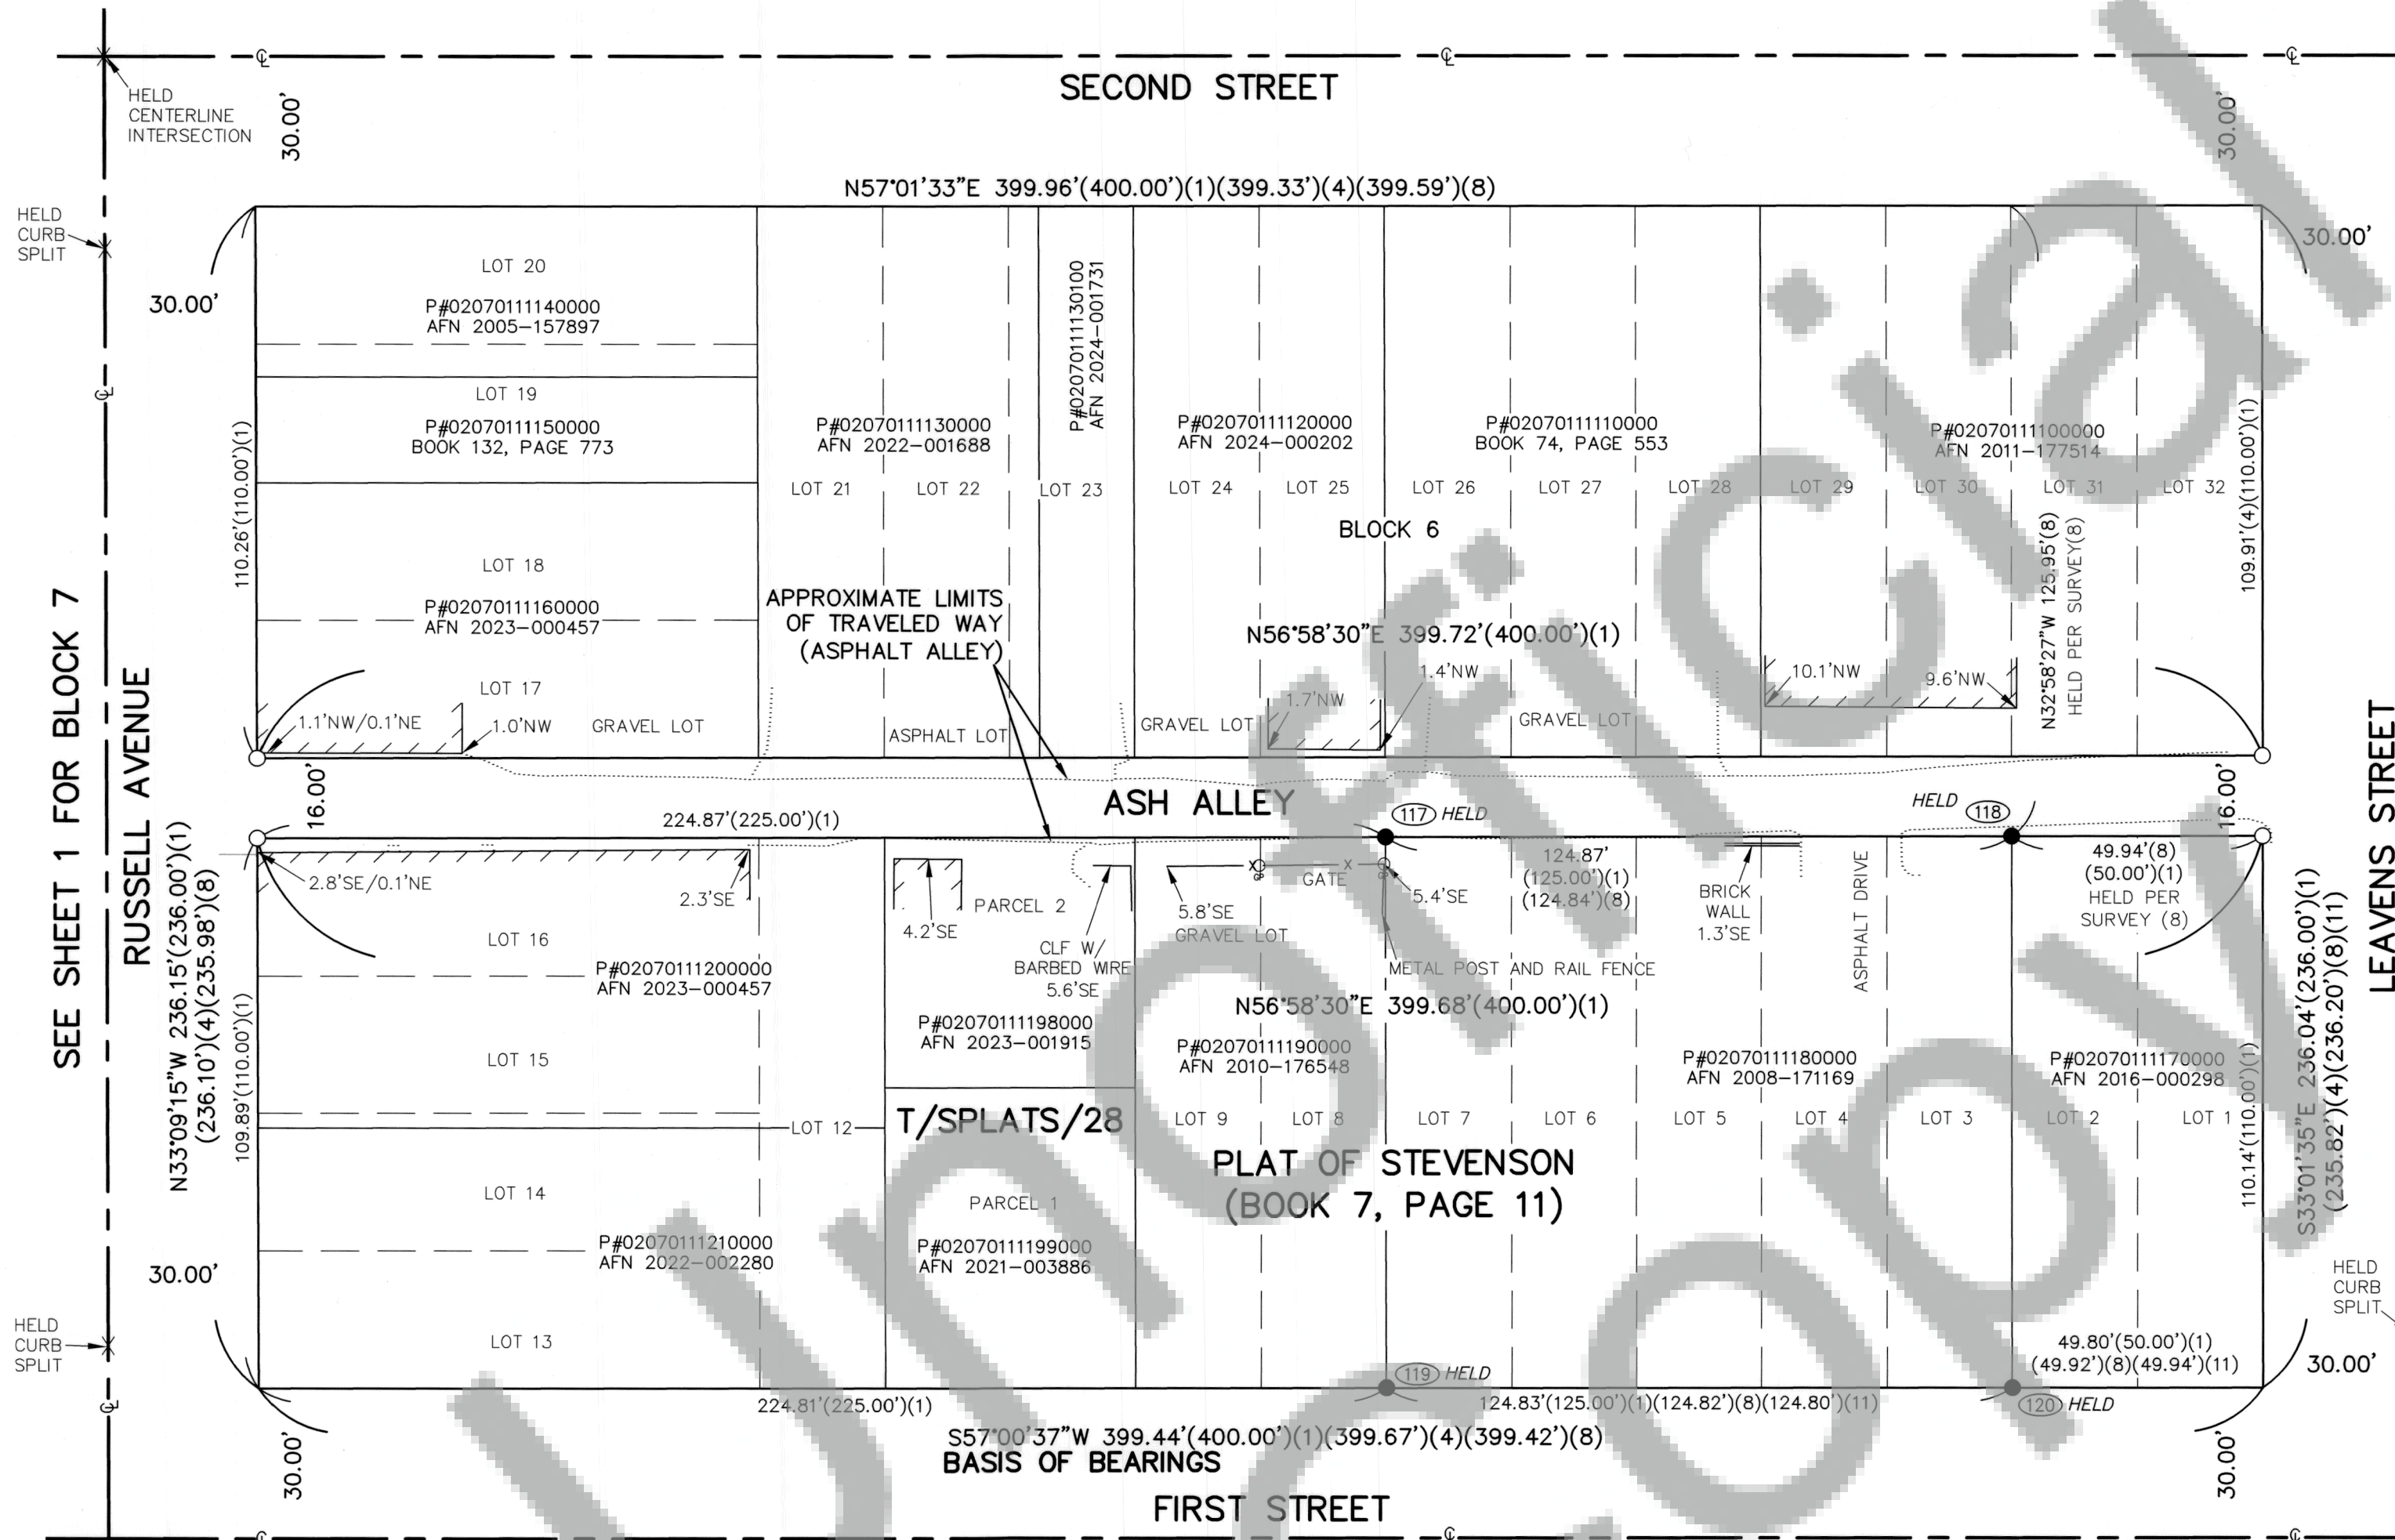 SECOND STREET
HELD
CENTERLINE
INTERSECTION
30.00'
30.00'
N57°01'33"E 399.96'(400.00')(1)(399.33')(4)(399.59')(8)
HELD
CURB
SPLIT
30.00'
30.00'
LOT 20
P#02070111140000
AFN 2005-157897
LOT 19
P#02070111150000
BOOK 132, PAGE 773
P#02070111130000
AFN 2022-001688
P#02070111130100
AFN 2024-001731
P#02070111120000
AFN 2024-000202
P#02070111110000
BOOK 74, PAGE 553
P#02070111100000
AFN 2011-177514
LOT 21
LOT 22
LOT 23
LOT 24
LOT 25
LOT 26
LOT 27
LOT 28
LOT 29
LOT 30
LOT 31
LOT 32
110.26'(110.00')(1)
109.91'(4)(110.00')(1)
BLOCK 6
N32°58'27"W 125.95'(8)
HELD PER SURVEY(8)
LOT 18
P#02070111160000
AFN 2023-000457
APPROXIMATE LIMITS
OF TRAVELED WAY
(ASPHALT ALLEY)
N56°58'30"E 399.72'(400.00')(1)
LOT 17
1.1'NW/0.1'NE
1.0'NW
GRAVEL LOT
ASPHALT LOT
GRAVEL LOT
1.7'NW
1.4'NW
GRAVEL LOT
10.1'NW
9.6'NW
SEE SHEET 1 FOR BLOCK 7
RUSSELL AVENUE
LEAVENS STREET
16.00'
ASH ALLEY
16.00'
224.87'(225.00')(1)
117 HELD
HELD 118
N33°09'15"W 236.15'(236.00')(1)
(236.10')(4)(235.98')(8)
2.8'SE/0.1'NE
2.3'SE
4.2'SE
PARCEL 2
CLF W/
BARBED WIRE
5.6'SE
5.8'SE
GRAVEL LOT
GATE
X
X
5.4'SE
METAL POST AND RAIL FENCE
124.87'
(125.00')(1)
(124.84')(8)
BRICK
WALL
1.3'SE
ASPHALT DRIVE
49.94'(8)
(50.00')(1)
HELD PER
SURVEY (8)
S33°01'35"E 236.04'(236.00')(1)
(235.82')(4)(236.20')(8)(11)
LOT 16
P#02070111200000
AFN 2023-000457
109.89'(110.00')(1)
LOT 15
P#02070111198000
AFN 2023-001915
N56°58'30"E 399.68'(400.00')(1)
P#02070111190000
AFN 2010-176548
P#02070111180000
AFN 2008-171169
P#02070111170000
AFN 2016-000298
110.14'(110.00')(1)
LOT 12
T/SPLATS/28
LOT 9
LOT 8
LOT 7
LOT 6
LOT 5
LOT 4
LOT 3
LOT 2
LOT 1
PLAT OF STEVENSON
(BOOK 7, PAGE 11)
LOT 14
PARCEL 1
P#02070111210000
AFN 2022-002280
P#02070111199000
AFN 2021-003886
30.00'
HELD
CURB
SPLIT
HELD
CURB
SPLIT
LOT 13
49.80'(50.00')(1)
(49.92')(8)(49.94')(11)
30.00'
119 HELD
120 HELD
224.81'(225.00')(1)
124.83'(125.00')(1)(124.82')(8)(124.80')(11)
S57°00'37"W 399.44'(400.00')(1)(399.67')(4)(399.42')(8)
BASIS OF BEARINGS
30.00'
30.00'
FIRST STREET
Unofficial
Copy